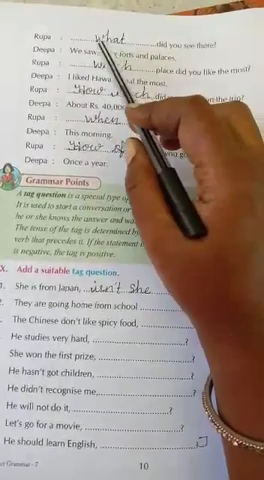 Rupa : ........what........did you see there?
Deepa : We saw forts and palaces.
Rupa : ........which........ place did you like the most?
Deepa : I liked Hawa al the most.
Rupa : How much did on the trip?
Deepa : About Rs. 40,000
Rupa : ........when
Deepa : This morning.
Rupa : How you go
Deepa : Once a year.
Grammar Points
A tag question is a special type of
It is used to start a conversation or
he or she knows the answer and wa
The tense of the tag is determined by
verb that precedes it. If the statement
is negative, the tag is positive.
X. Add a suitable tag question.
1. She is from Japan, ...isn't she
2. They are going home from school
The Chinese don't like spicy food,
He studies very hard, ?
She won the first prize, ?
He hasn't got children, ?
He didn't recognise me, ?
He will not do it, ?
Let's go for a movie, ?
He should learn English,
Grammar - 7
10